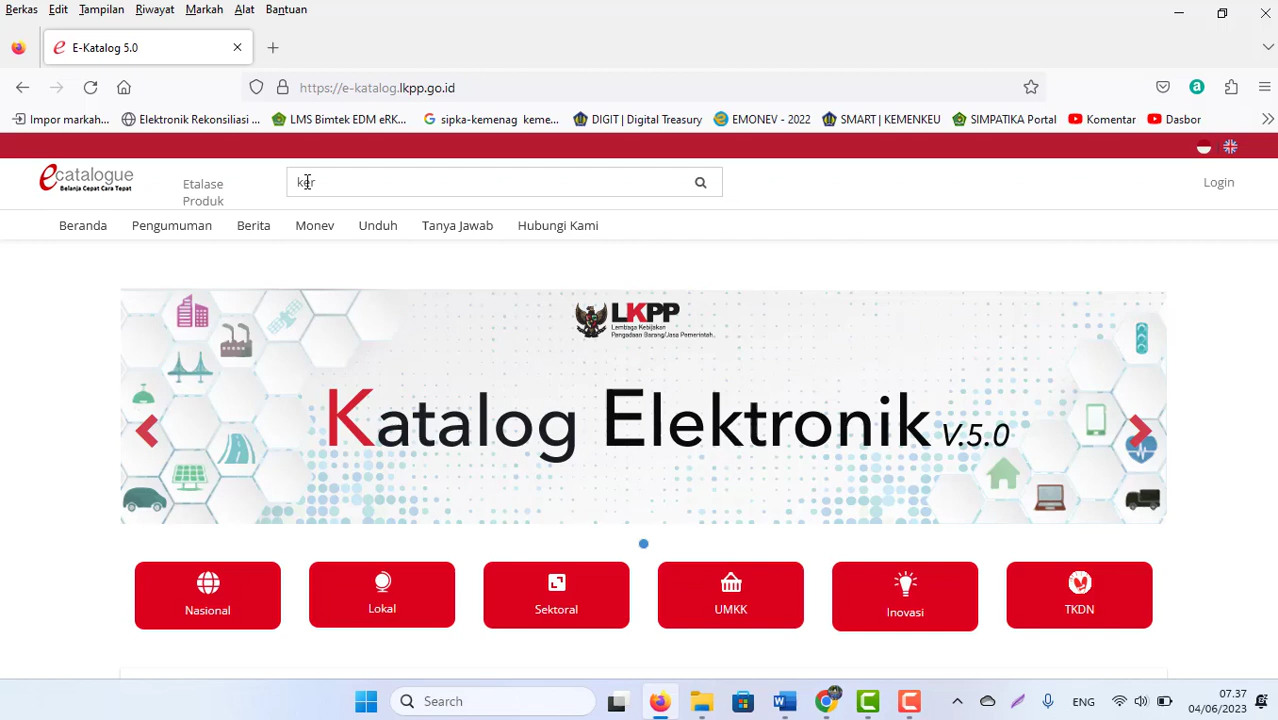 Berkas Edit Tampilan Riwayat Markah Alat Bantuan
E-Katalog 5.0
https://e-katalog.lkpp.go.id
Impor markah... Elektronik Rekonsiliasi ... LMS Bimtek EDM eRK... sipka-kemenag keme... DIGIT | Digital Treasury EMONEV - 2022 SMART | KEMENKEU SIMPATIKA Portal Komentar Dasbor
ecatalogue
Belanja Cepat Cara Tepat
Etalase
Produk
ker
Login
Beranda Pengumuman Berita Monev Unduh Tanya Jawab Hubungi Kami
LKPP
Lembaga Kebijakan
Pengadaan Barang/Jasa Pemerintah
Katalog Elektronik V.5.0
Nasional Lokal Sektoral UMKK Inovasi TKDN
Search
ENG
07.37
04/06/2023